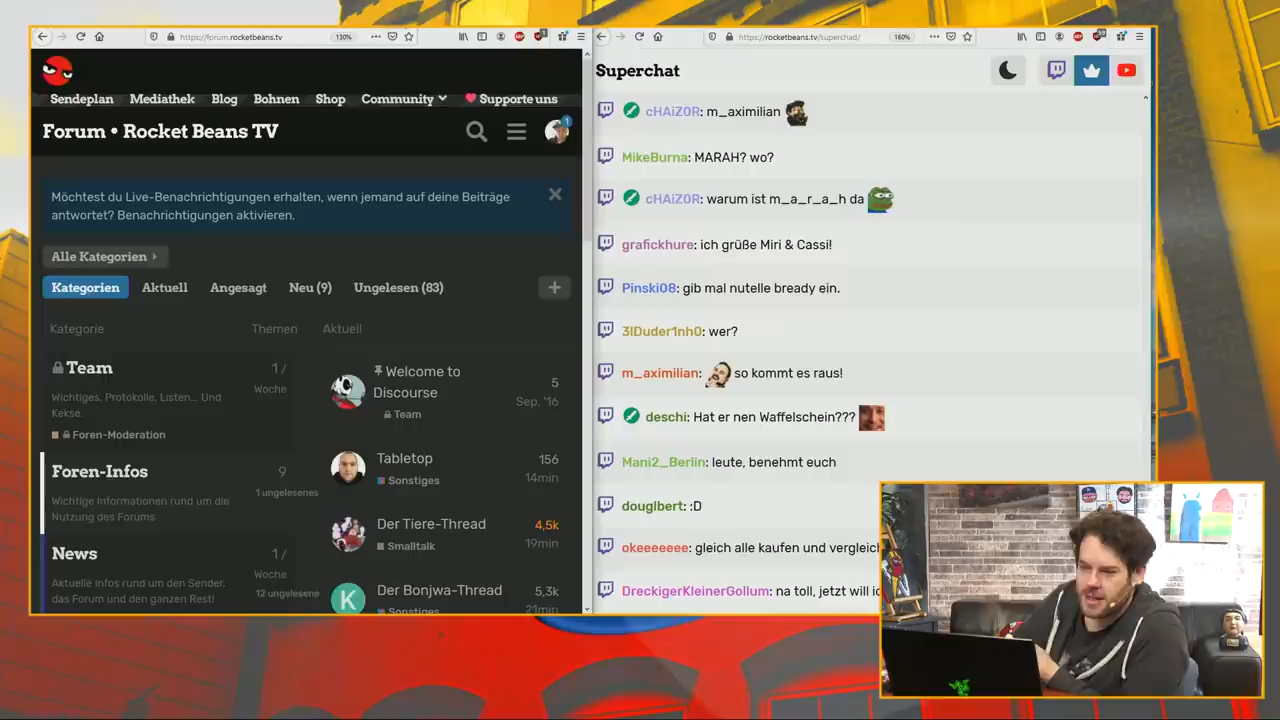 https://forum.rocketbeans.tv
130%
https://rocketbeans.tv/superchat/
160%
Sendeplan
Mediathek
Blog
Bohnen
Shop
Community
Supporte uns
Forum • Rocket Beans TV
1
Möchtest du Live-Benachrichtigungen erhalten, wenn jemand auf deine Beiträge
antwortet? Benachrichtigungen aktivieren.
Alle Kategorien
Kategorien
Aktuell
Angesagt
Neu (9)
Ungelesen (83)
Kategorie
Themen
Aktuell
Team
1 /
Woche
Wichtiges, Protokolle, Listen... Und
Kekse.
Foren-Moderation
Foren-Infos
9
1 ungelesenes
Wichtige Informationen rund um die
Nutzung des Forums
News
1 /
Woche
12 ungelesene
Aktuelle Infos rund um den Sender,
das Forum und den ganzen Rest!
Welcome to
Discourse
5
Sep. '16
Team
Tabletop
156
Sonstiges
14min
Der Tiere-Thread
4,5k
Smalltalk
19min
K
Der Bonjwa-Thread
5,3k
Sonstiges
21min
Superchat
cHAiZ0R: m_aximilian
MikeBurna: MARAH? wo?
cHAiZ0R: warum ist m_a_r_a_h da
grafickhure: ich grüße Miri & Cassi!
Pinski08: gib mal nutelle bready ein.
3lDuder1nh0: wer?
m_aximilian: so kommt es raus!
deschi: Hat er nen Waffelschein???
Mani2_Berlin: leute, benehmt euch
douglbert: :D
okeeeeeee: gleich alle kaufen und vergleich
DreckigerKleinerGollum: na toll, jetzt will ic